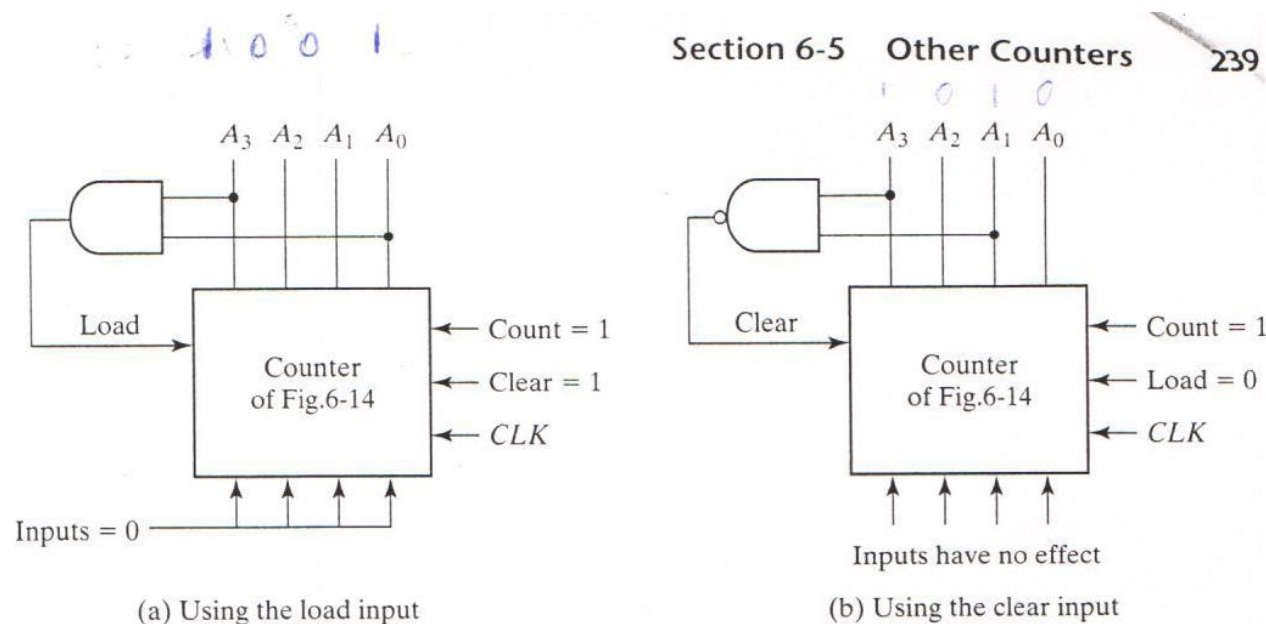 1 0 0 1
Section 6-5 Other Counters 239
1 0 1 0
A3 A2 A1 A0
A3 A2 A1 A0
Load
Count = 1
Counter
of Fig.6-14
Clear = 1
CLK
Inputs = 0
(a) Using the load input
Clear
Count = 1
Counter
of Fig.6-14
Load = 0
CLK
Inputs have no effect
(b) Using the clear input